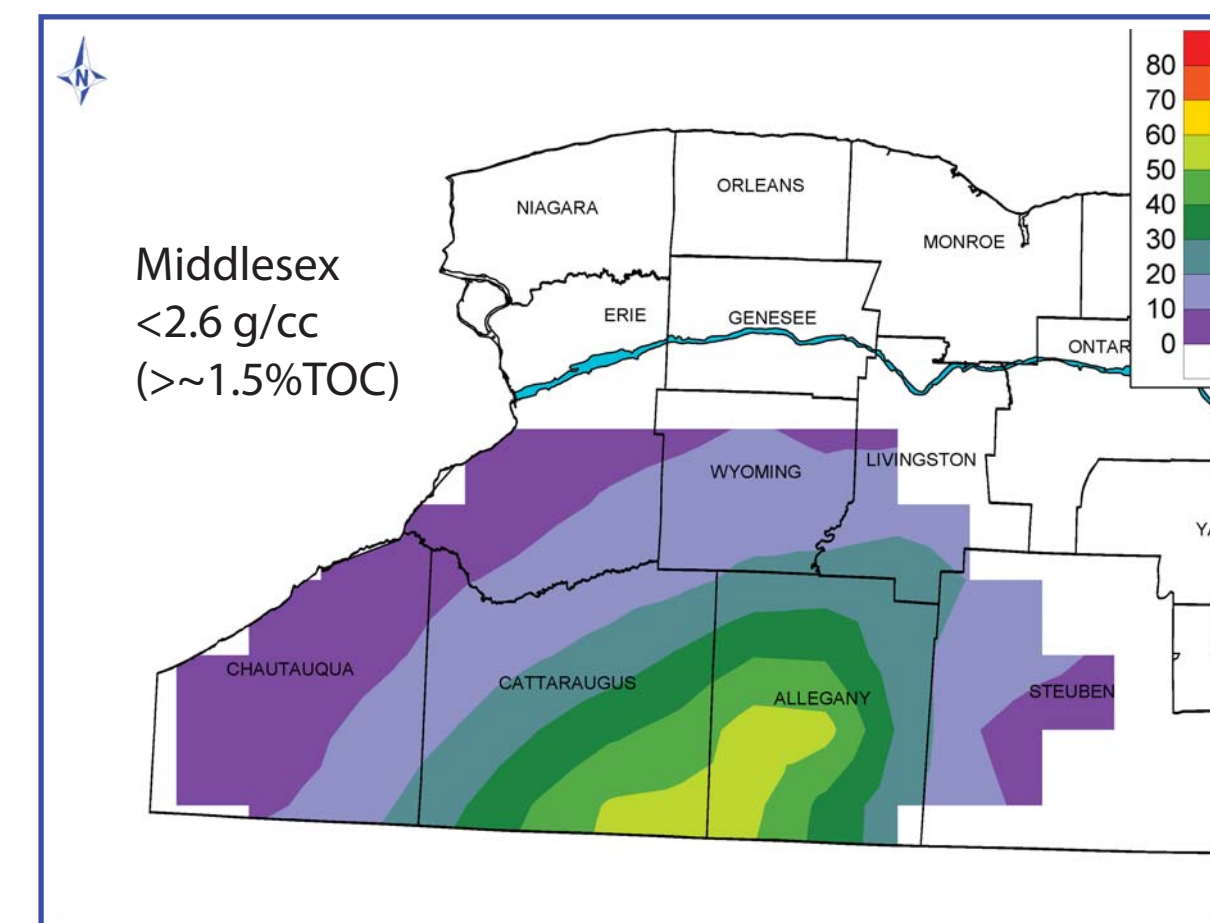 N
80
70
60
50
40
30
20
10
0
ORLEANS
NIAGARA
MONROE
Middlesex
<2.6 g/cc
(>~1.5%TOC)
ERIE
GENESEE
ONTAR
LIVINGSTON
WYOMING
YA
CHAUTAUQUA
CATTARAUGUS
ALLEGANY
STEUBEN